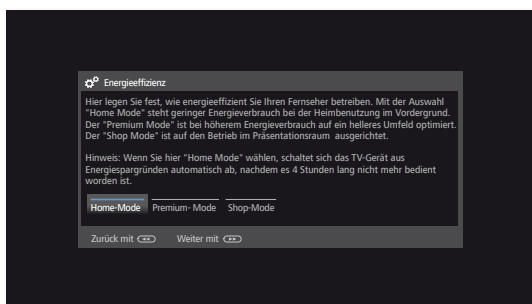 Energieeffizienz
Hier legen Sie fest, wie energieeffizient Sie Ihren Fernseher betreiben. Mit der Auswahl
"Home Mode" steht geringer Energieverbrauch bei der Heimbenutzung im Vordergrund.
Der "Premium Mode" ist bei höherem Energieverbrauch auf ein helleres Umfeld optimiert.
Der "Shop Mode" ist auf den Betrieb im Präsentationsraum ausgerichtet.
Hinweis: Wenn Sie hier "Home Mode" wählen, schaltet sich das TV-Gerät aus
Energiespargründen automatisch ab, nachdem es 4 Stunden lang nicht mehr bedient
worden ist.
Home-Mode Premium- Mode Shop-Mode
Zurück mit Weiter mit